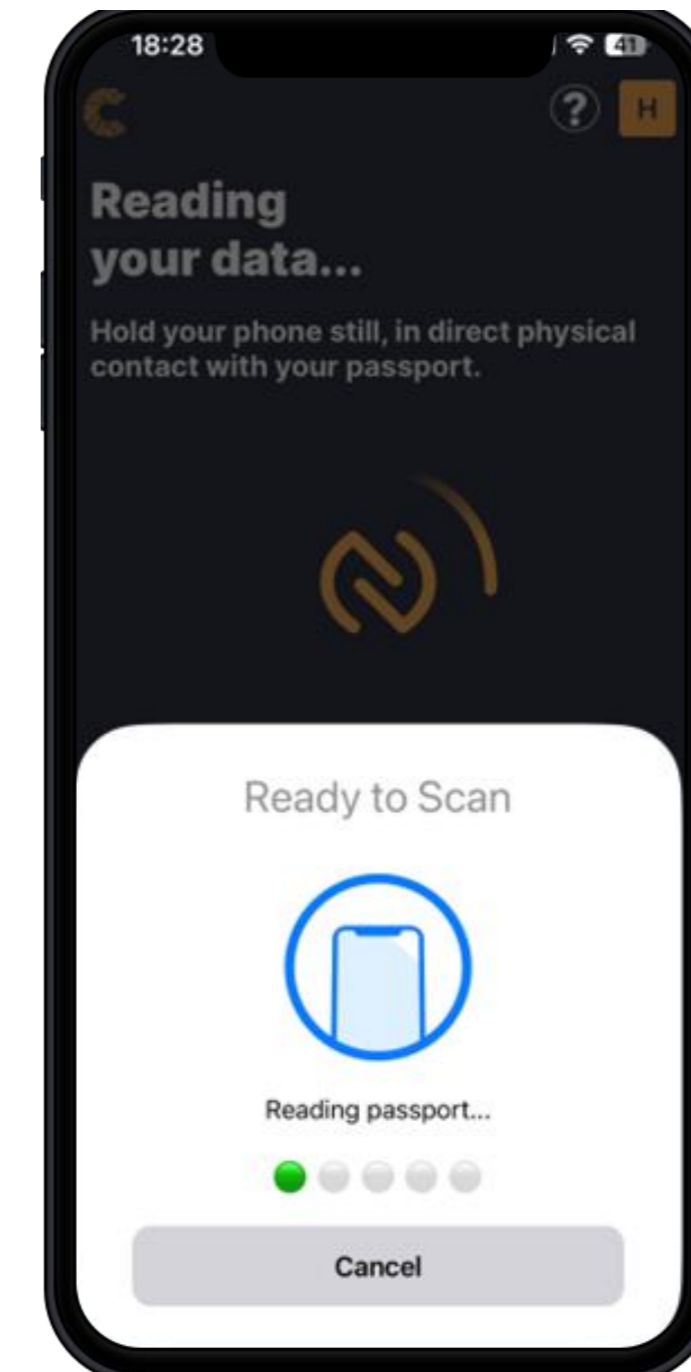 18:28
41
? H
Reading
your data...
Hold your phone still, in direct physical
contact with your passport.
Ready to Scan
Reading passport...
Cancel